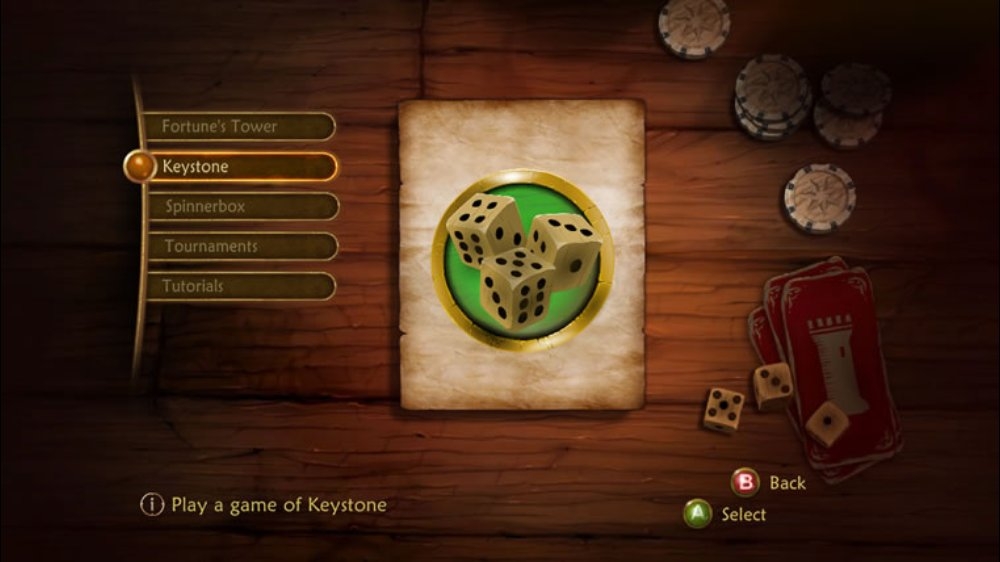 Fortune's Tower
Keystone
Spinnerbox
Tournaments
Tutorials
i Play a game of Keystone
B Back
A Select